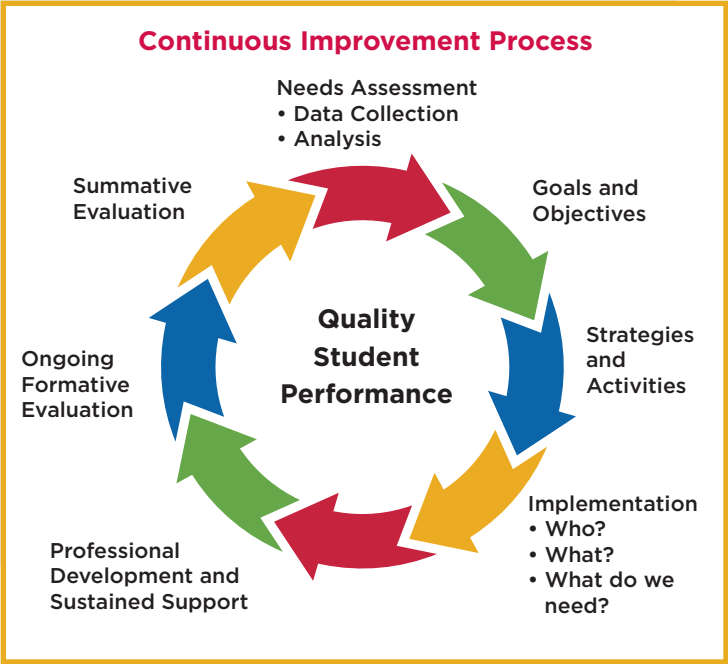 Continuous Improvement Process
Needs Assessment
• Data Collection
• Analysis
Goals and
Objectives
Strategies
and
Activities
Implementation
• Who?
• What?
• What do we
need?
Professional
Development and
Sustained Support
Ongoing
Formative
Evaluation
Summative
Evaluation
Quality
Student
Performance